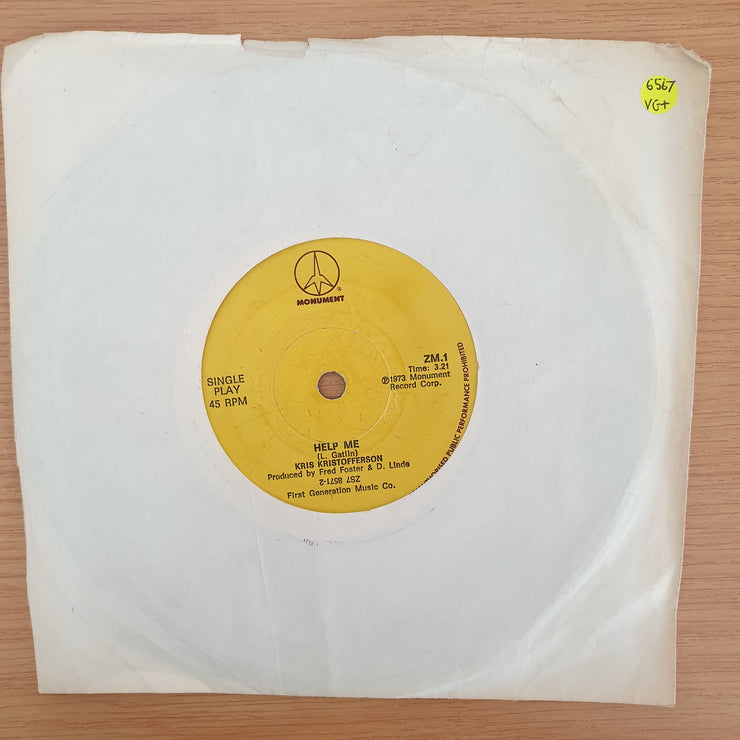 6567
VG+
®
MONUMENT
ZM.1
Time: 3.21
℗1973 Monument
Record Corp.
SINGLE
PLAY
45 RPM
HELP ME
(L. Gatlin)
KRIS KRISTOFFERSON
Produced by Fred Foster & D. Linde
ZS7 8571-2
First Generation Music Co.
PUBLIC PERFORMANCE PROHIBITED